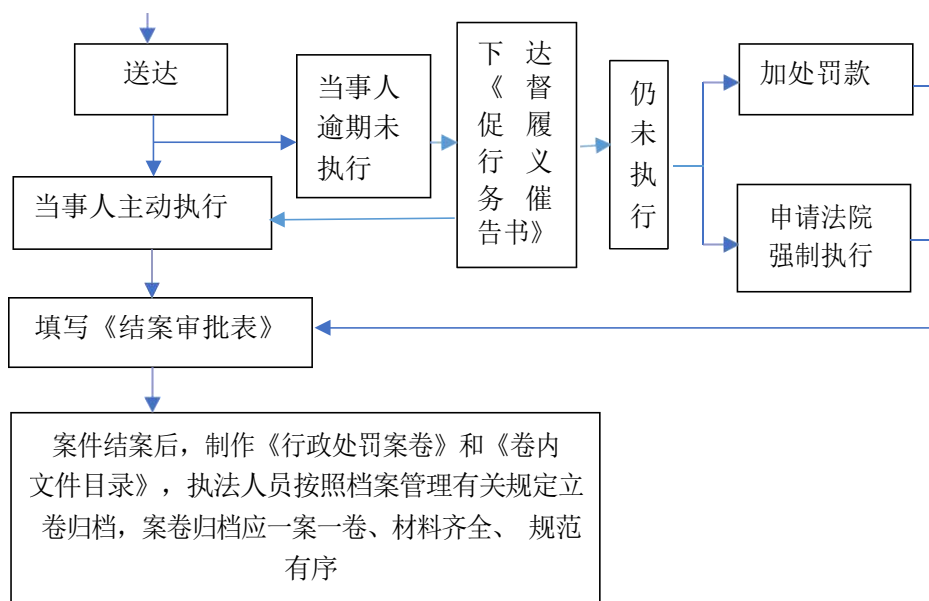 送达
当事人
逾期未
执行
下 达
《 督
促 履
行 义
务 催
告书》
仍
未
执
行
加处罚款
当事人主动执行
申请法院
强制执行
填写《结案审批表》
案件结案后，制作《行政处罚案卷》和《卷内
文件目录》，执法人员按照档案管理有关规定立
卷归档，案卷归档应一案一卷、材料齐全、 规范
有序